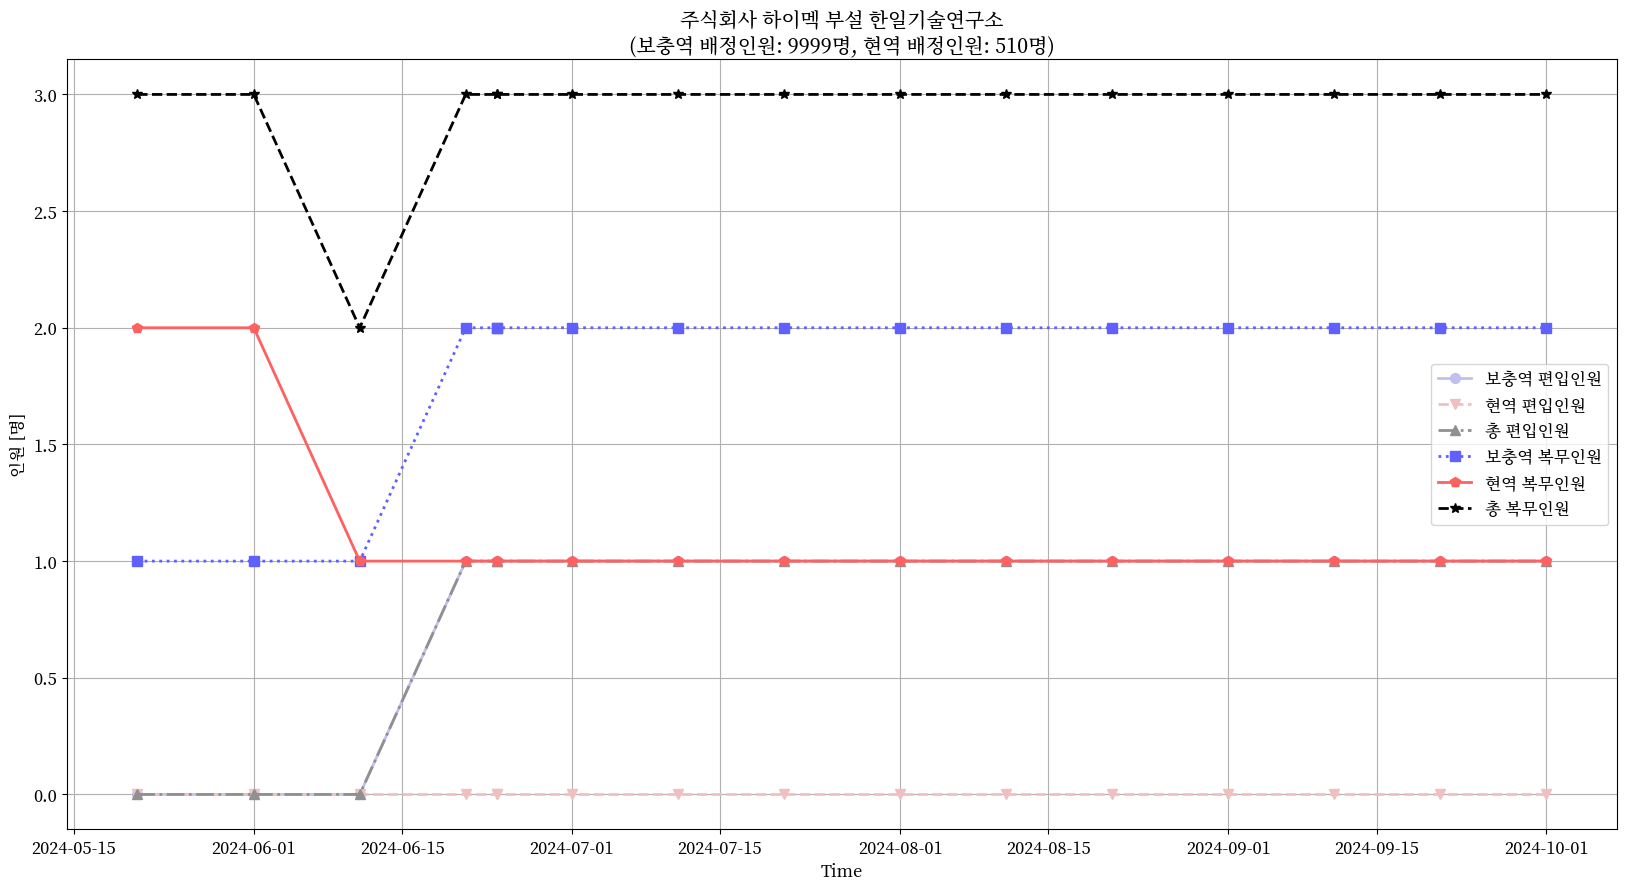 주식회사 하이멕 부설 한일기술연구소
(보충역 배정인원: 9999명, 현역 배정인원: 510명)
인원 [명]
3.0
2.5
2.0
1.5
1.0
0.5
0.0
보충역 편입인원
현역 편입인원
총 편입인원
보충역 복무인원
현역 복무인원
총 복무인원
2024-05-15 2024-06-01 2024-06-15 2024-07-01 2024-07-15 2024-08-01 2024-08-15 2024-09-01 2024-09-15 2024-10-01
Time